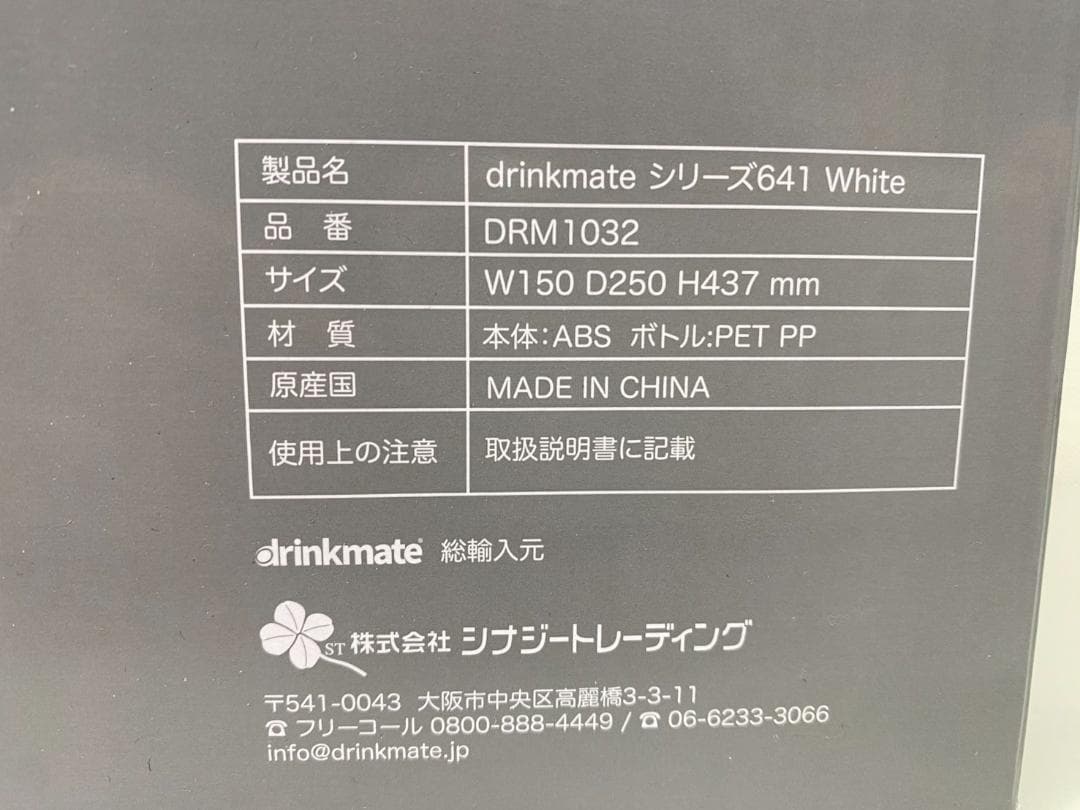 製品名 drinkmate シリーズ641 White
品 番 DRM1032
サイズ W150 D250 H437 mm
材 質 本体:ABS ボトル:PET PP
原産国 MADE IN CHINA
使用上の注意 取扱説明書に記載
drinkmate® 総輸入元
ST 株式会社 シナジートレーディング
〒541-0043 大阪市中央区高麗橋3-3-11
☎ フリーコール 0800-888-4449 / ☎ 06-6233-3066
info@drinkmate.jp